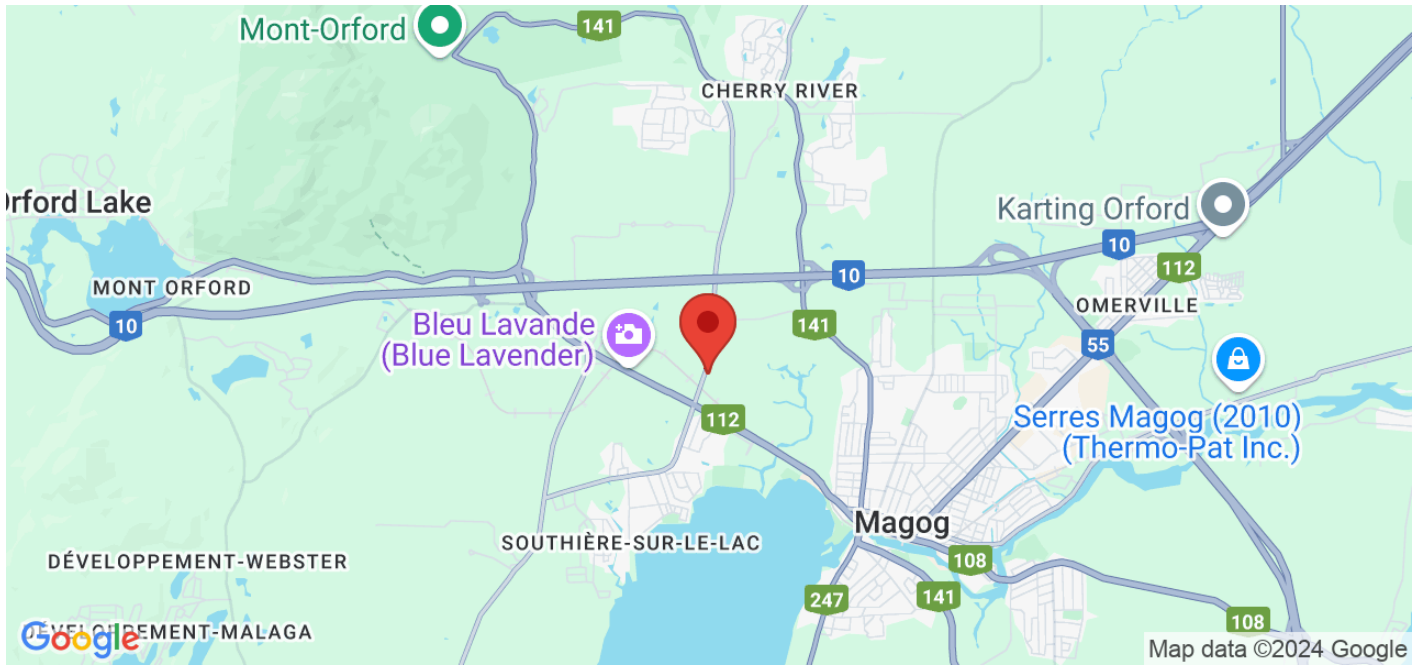 Mont-Orford
141
CHERRY RIVER
Orford Lake
Karting Orford
10
112
MONT ORFORD
10
10
OMERVILLE
Bleu Lavande
(Blue Lavender)
141
55
112
Serres Magog (2010)
(Thermo-Pat Inc.)
Magog
SOUTHIÈRE-SUR-LE-LAC
DÉVELOPPEMENT-WEBSTER
108
247
141
108
DÉVELOPPEMENT-MALAGA
Google
Map data ©2024 Google